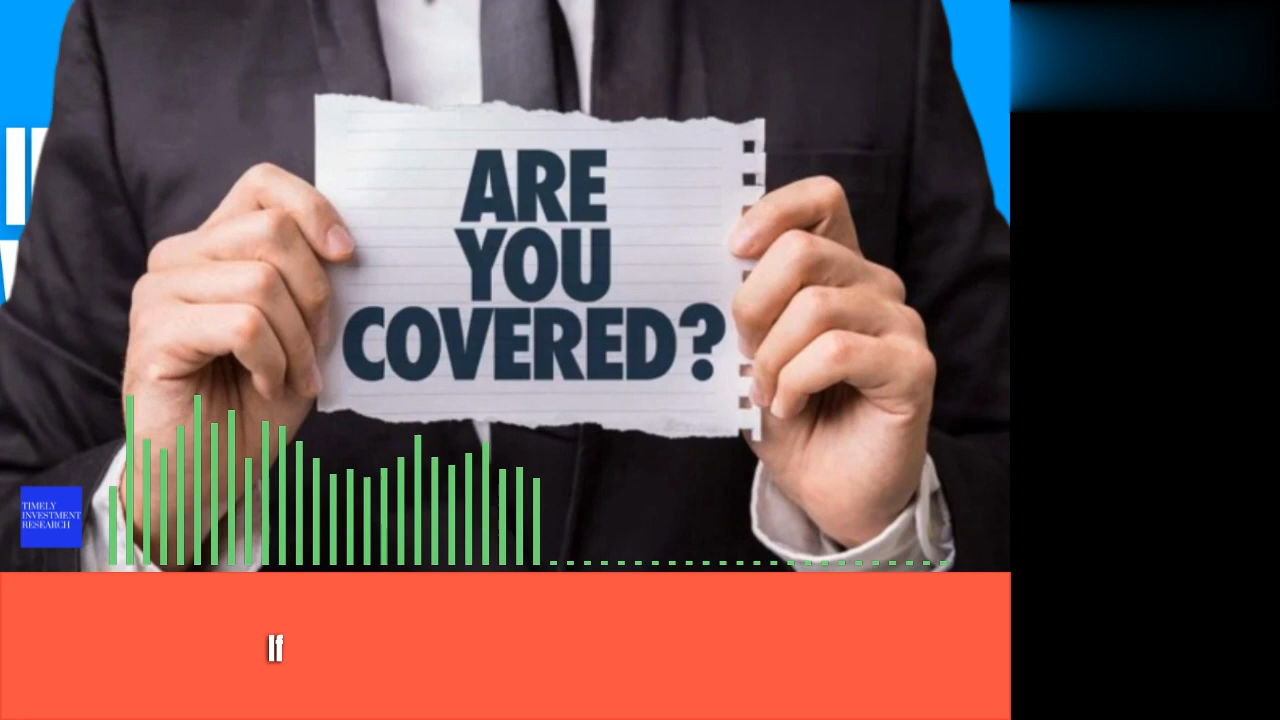 ARE
YOU
COVERED?
TIMELY
INVESTMENT
RESEARCH
If